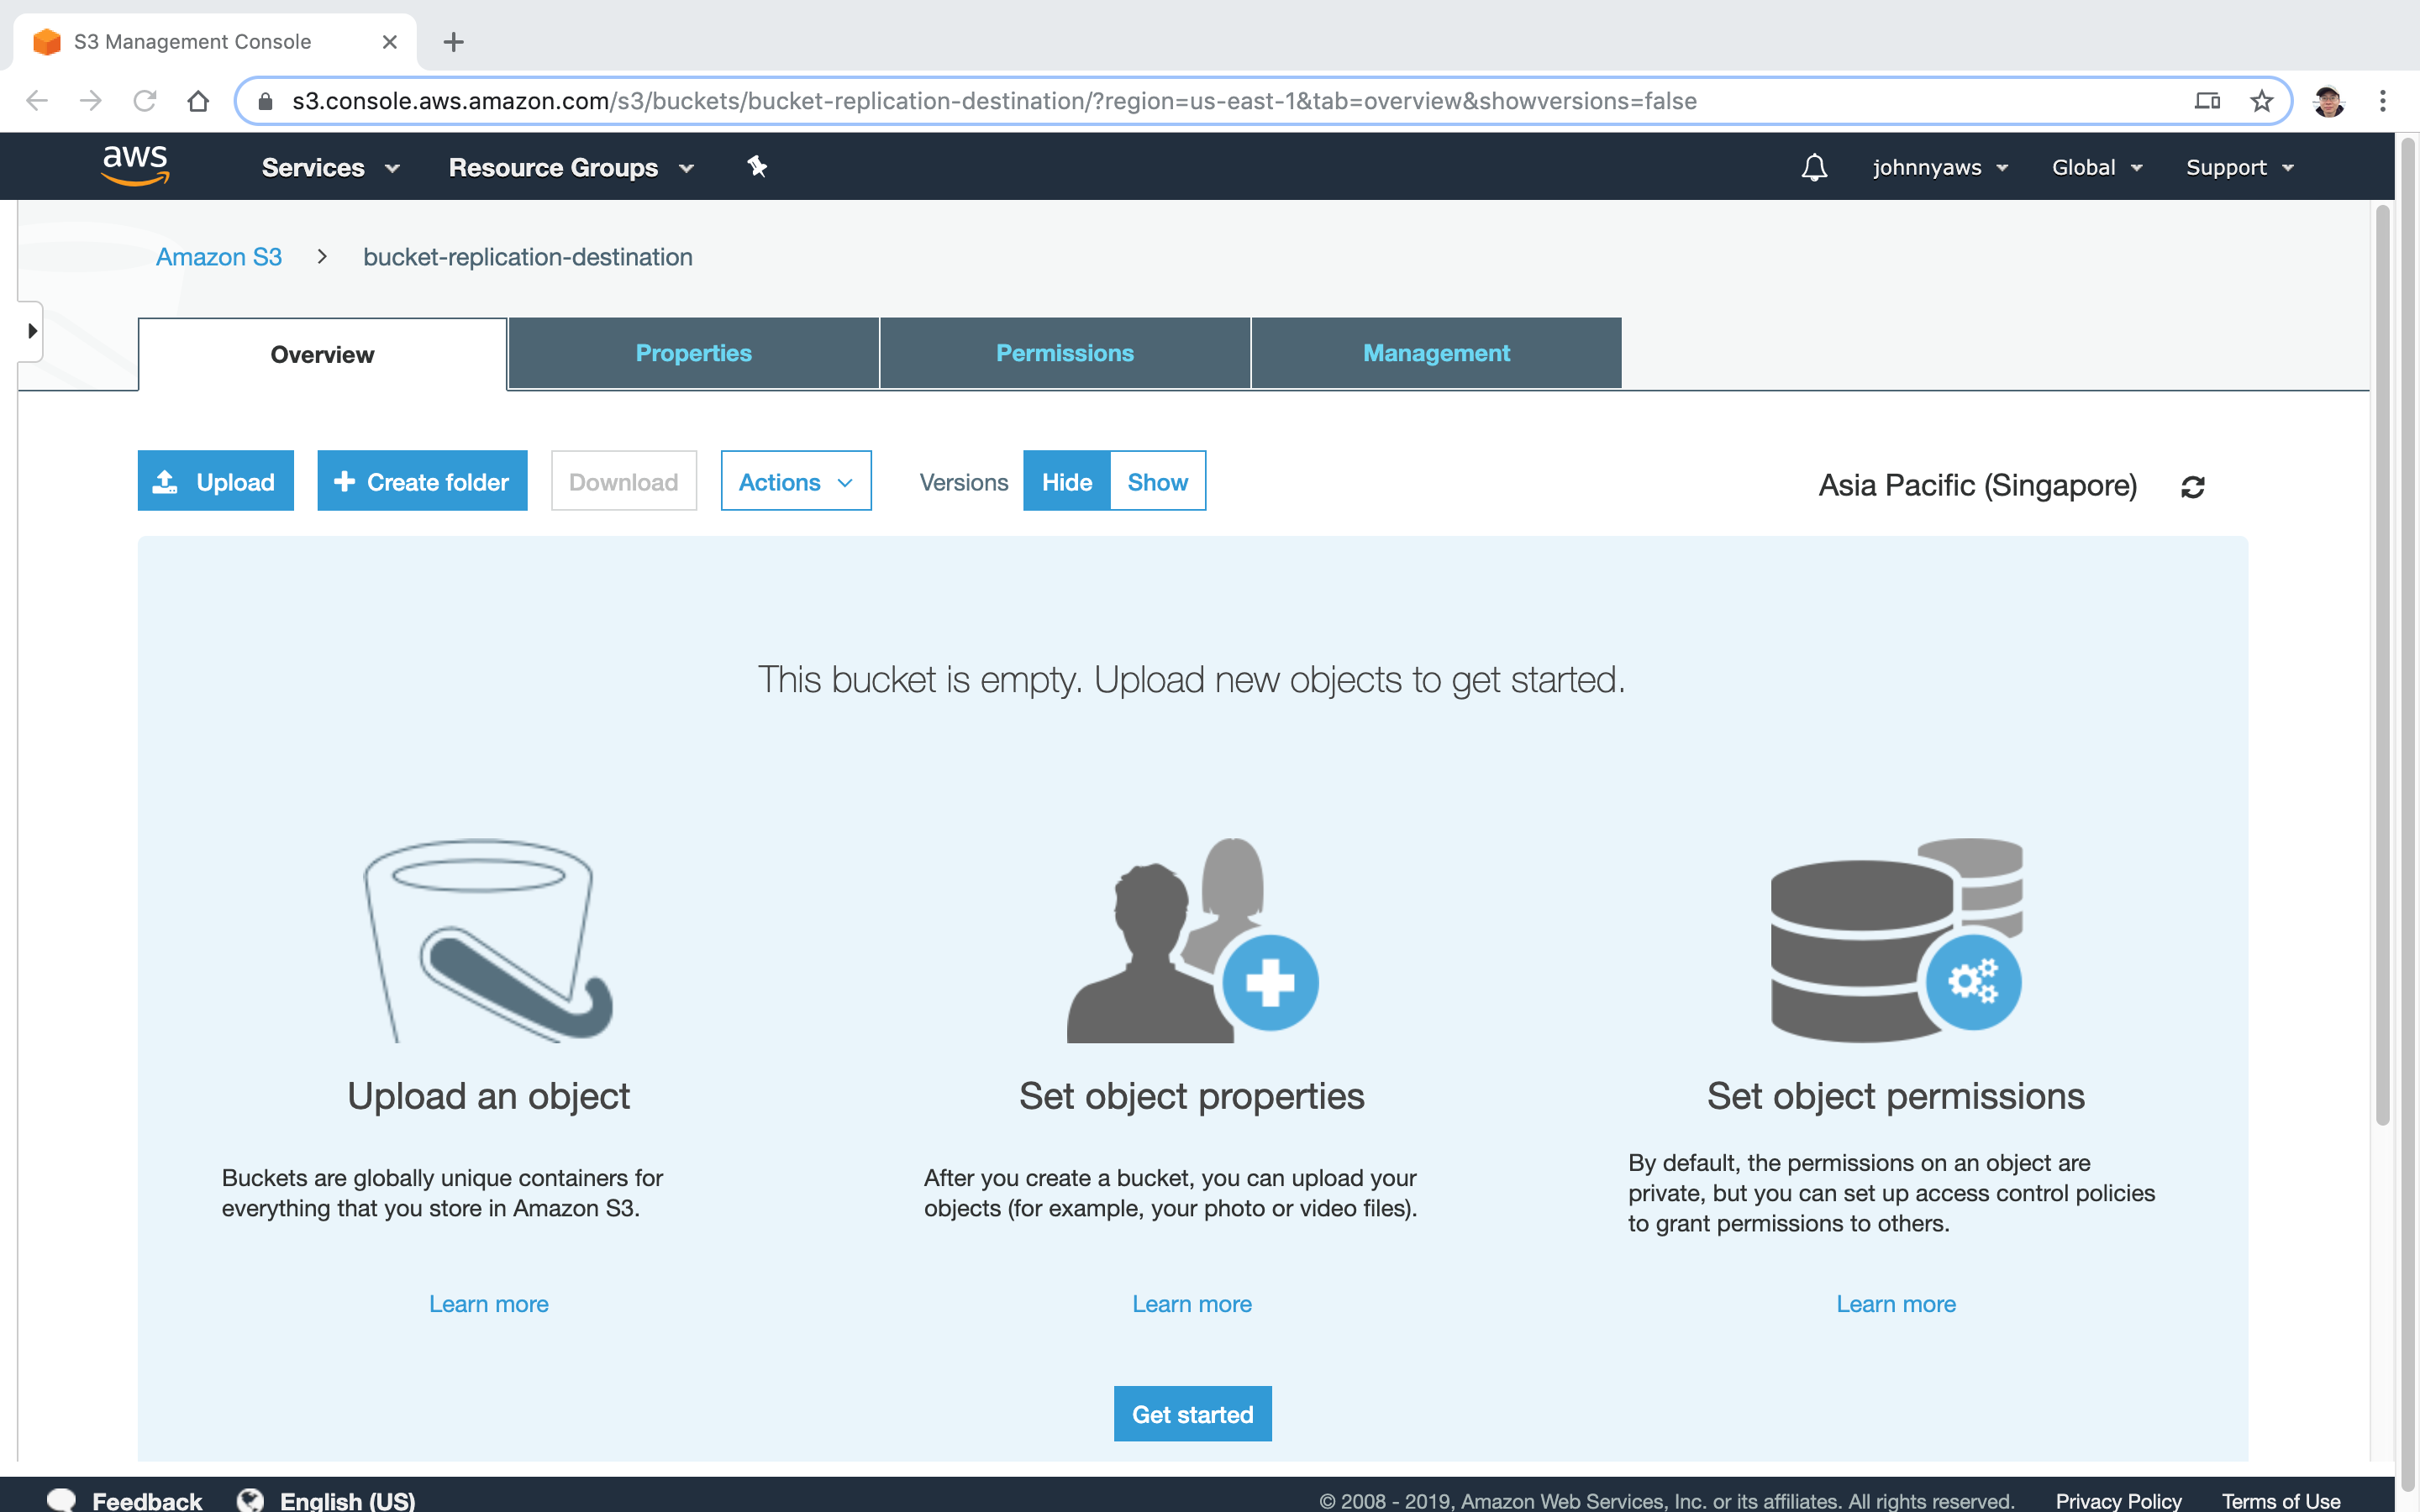 S3 Management Console
s3.console.aws.amazon.com/s3/buckets/bucket-replication-destination/?region=us-east-1&tab=overview&showversions=false
aws Services Resource Groups johnnyaws Global Support
Amazon S3 > bucket-replication-destination
Overview Properties Permissions Management
Upload Create folder Download Actions Versions Hide Show Asia Pacific (Singapore)
This bucket is empty. Upload new objects to get started.
Upload an object
Buckets are globally unique containers for
everything that you store in Amazon S3.
Learn more
Set object properties
After you create a bucket, you can upload your
objects (for example, your photo or video files).
Learn more
Set object permissions
By default, the permissions on an object are
private, but you can set up access control policies
to grant permissions to others.
Learn more
Get started
Feedback English (US) © 2008 - 2019, Amazon Web Services, Inc. or its affiliates. All rights reserved. Privacy Policy Terms of Use